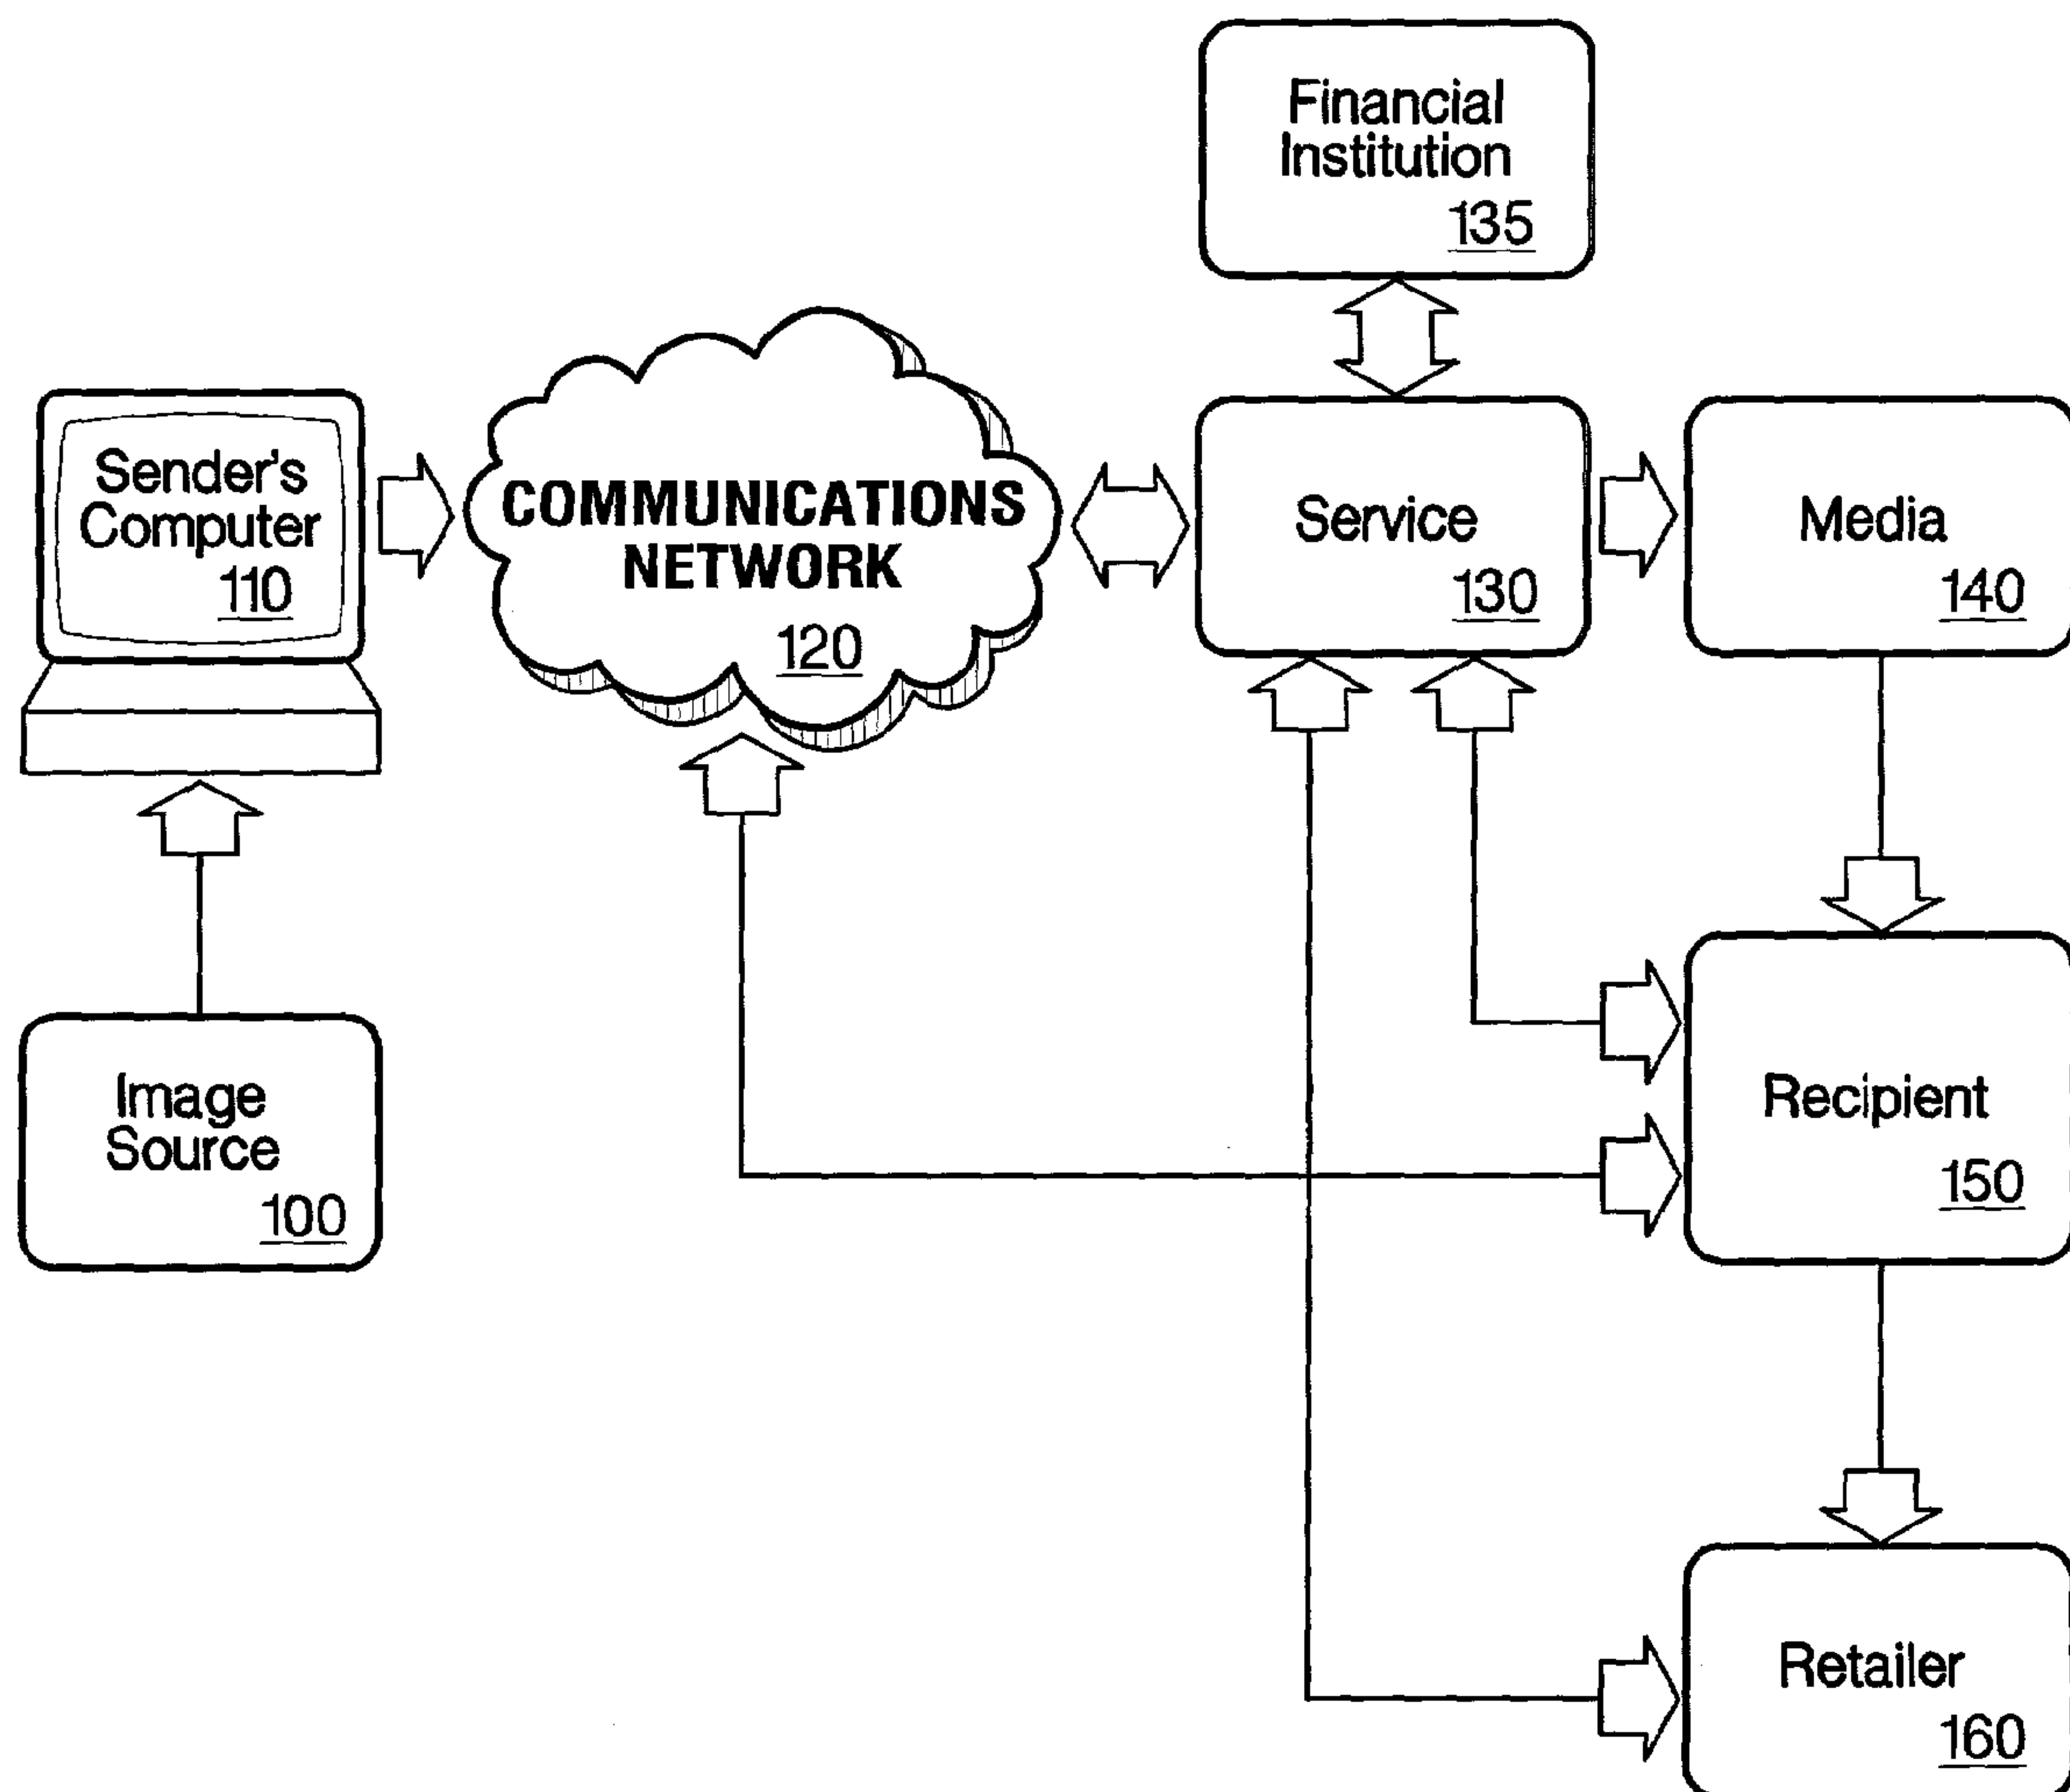 Financial
Institution
135
Sender's
Computer
110
COMMUNICATIONS
NETWORK
120
Service
130
Media
140
Image
Source
100
Recipient
150
Retailer
160